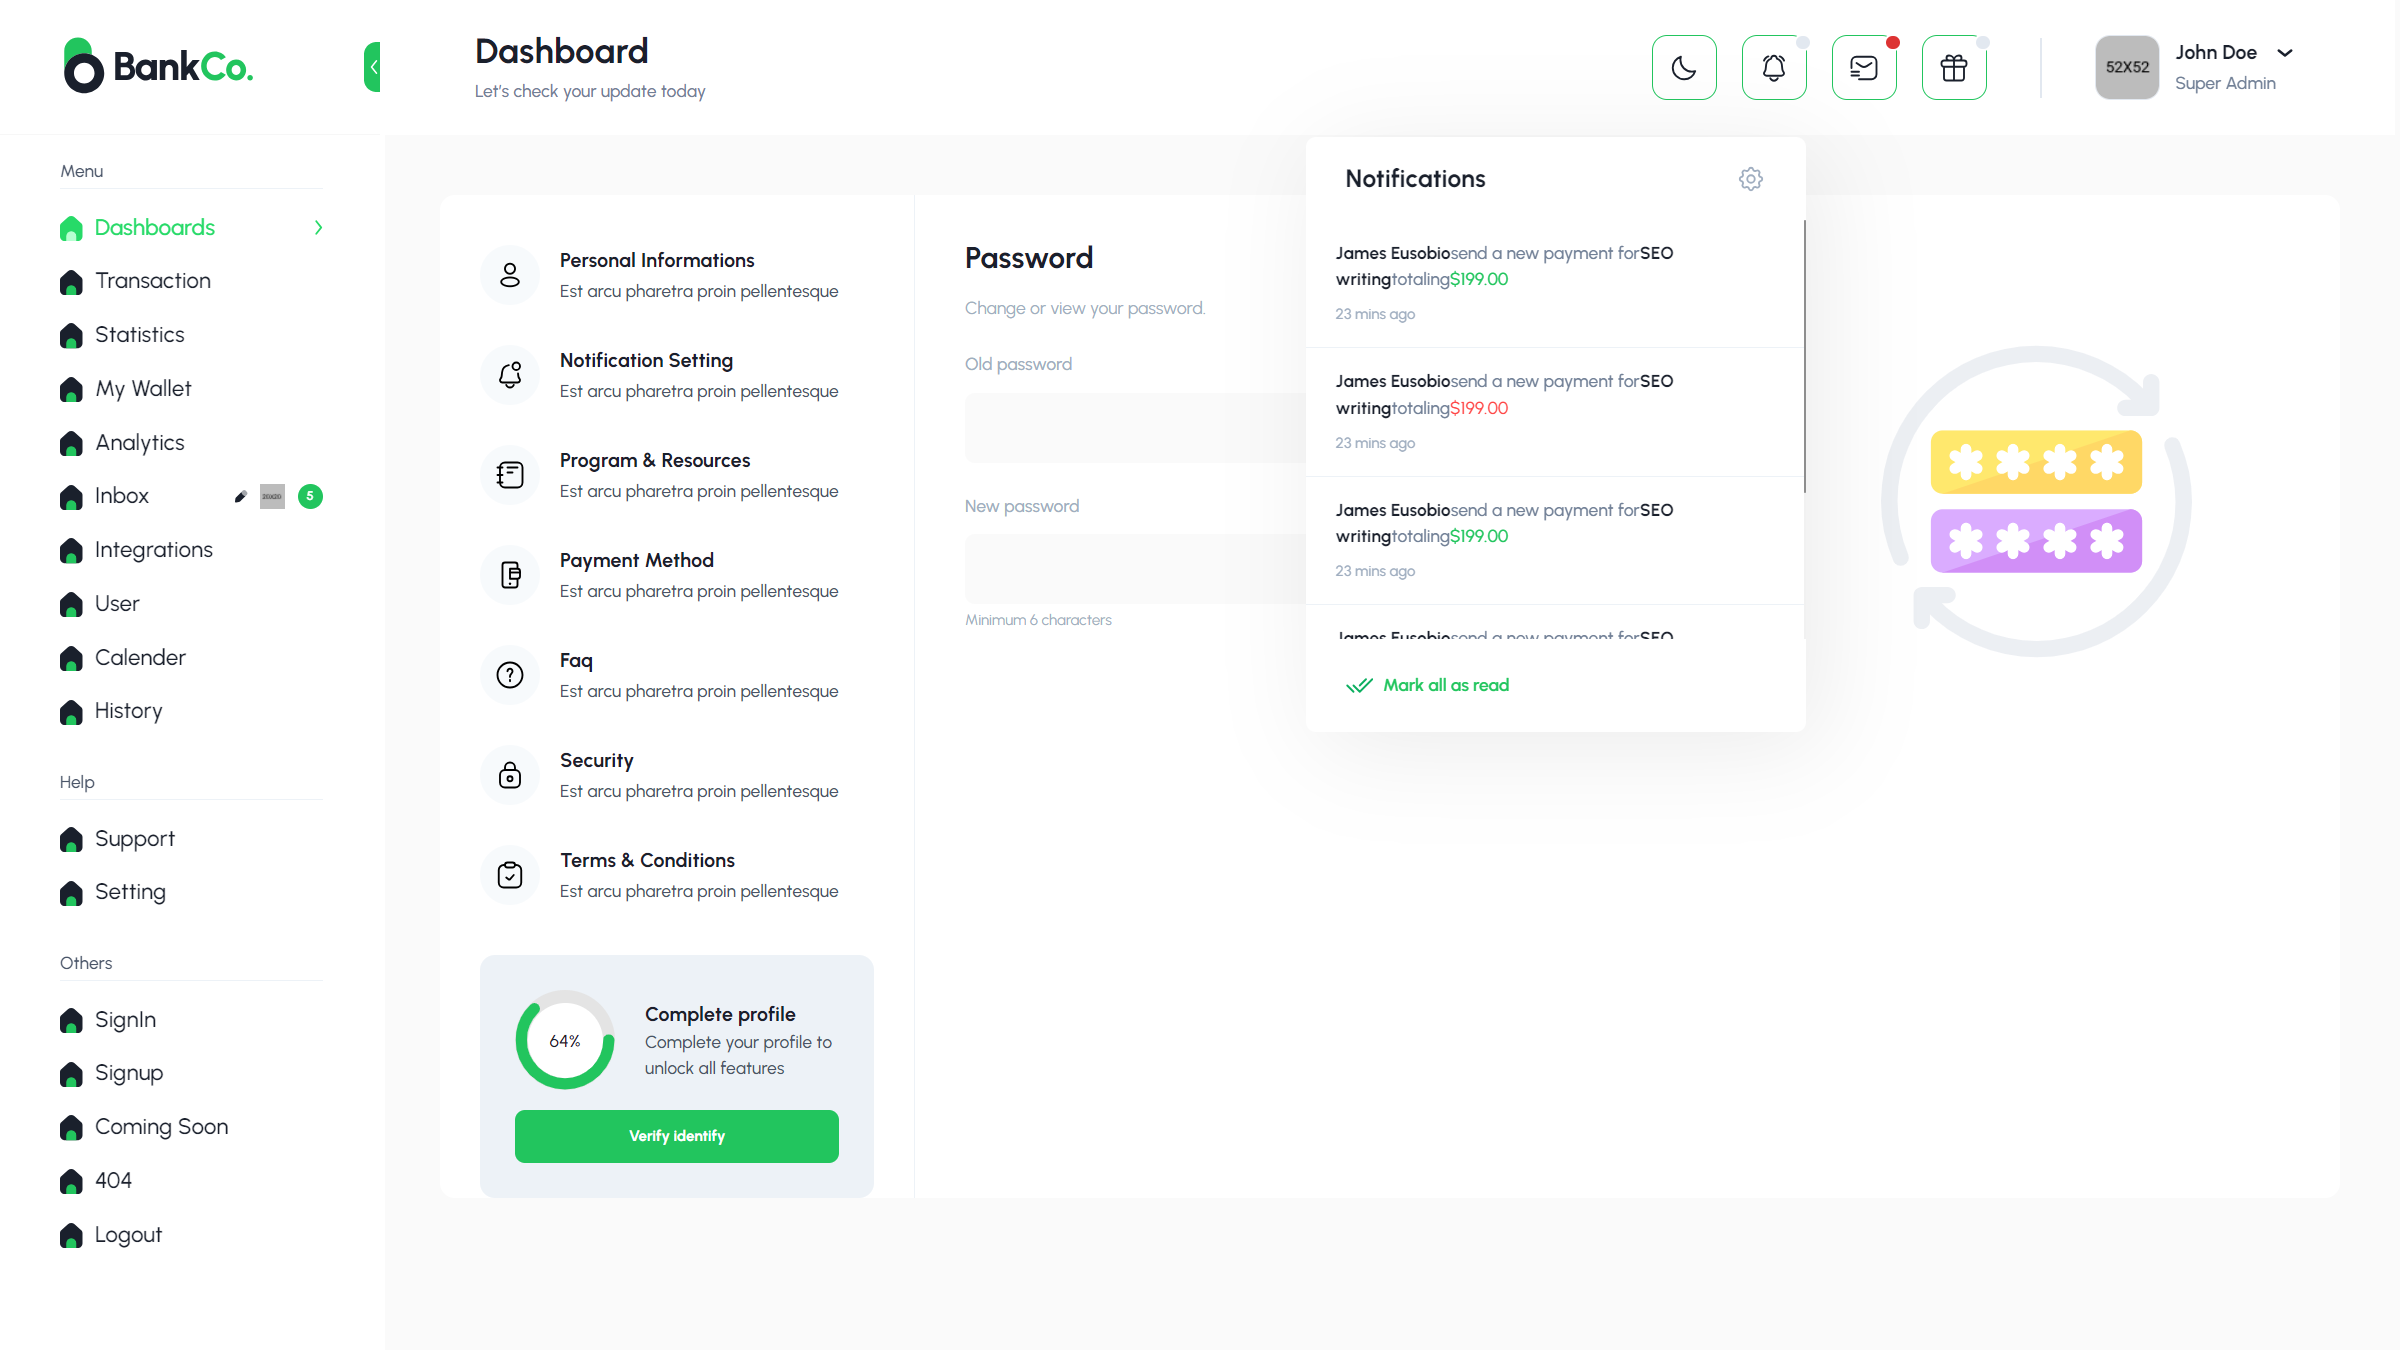 BankCo.
Dashboard
Let's check your update today
52X52
John Doe
Super Admin
Menu
Dashboards
Transaction
Statistics
My Wallet
Analytics
Inbox
20X20
5
Integrations
User
Calender
History
Help
Support
Setting
Others
SignIn
Signup
Coming Soon
404
Logout
Personal Informations
Est arcu pharetra proin pellentesque
Notification Setting
Est arcu pharetra proin pellentesque
Program & Resources
Est arcu pharetra proin pellentesque
Payment Method
Est arcu pharetra proin pellentesque
Faq
Est arcu pharetra proin pellentesque
Security
Est arcu pharetra proin pellentesque
Terms & Conditions
Est arcu pharetra proin pellentesque
64%
Complete profile
Complete your profile to
unlock all features
Verify identify
Password
Change or view your password.
Old password
New password
Minimum 6 characters
Notifications
James Eusobiosend a new payment forSEO
writingtotaling$199.00
23 mins ago
James Eusobiosend a new payment forSEO
writingtotaling$199.00
23 mins ago
James Eusobiosend a new payment forSEO
writingtotaling$199.00
23 mins ago
James Eusobiosend a new payment forSEO
Mark all as read